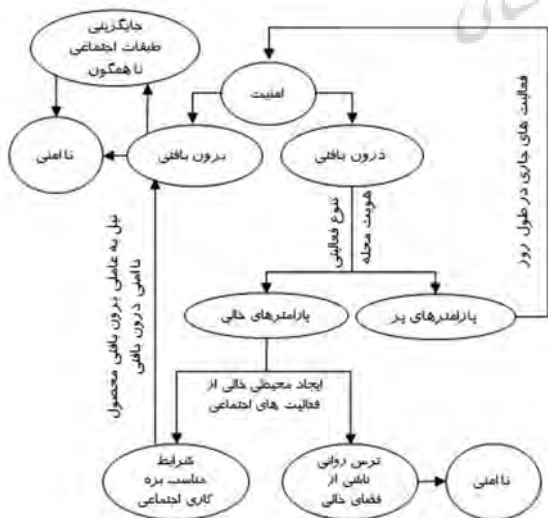 جایگزینی
طبقات اجتماعی
ناهمگون
امنیت
ناامنی
برون بافتی
درون بافتی
فعالیت های جاری در طول روز
تنوع فعالیتی
هویت محله
نیل به عاملی برون بافتی محصول
ناامنی درون بافتی
پارامترهای خالی
پارامترهای پر
ایجاد محیطی خالی از
فعالیت های اجتماعی
شرایط
مناسب بزه
کاری اجتماعی
ترس روانی
ناشی از
فضای خالی
ناامنی